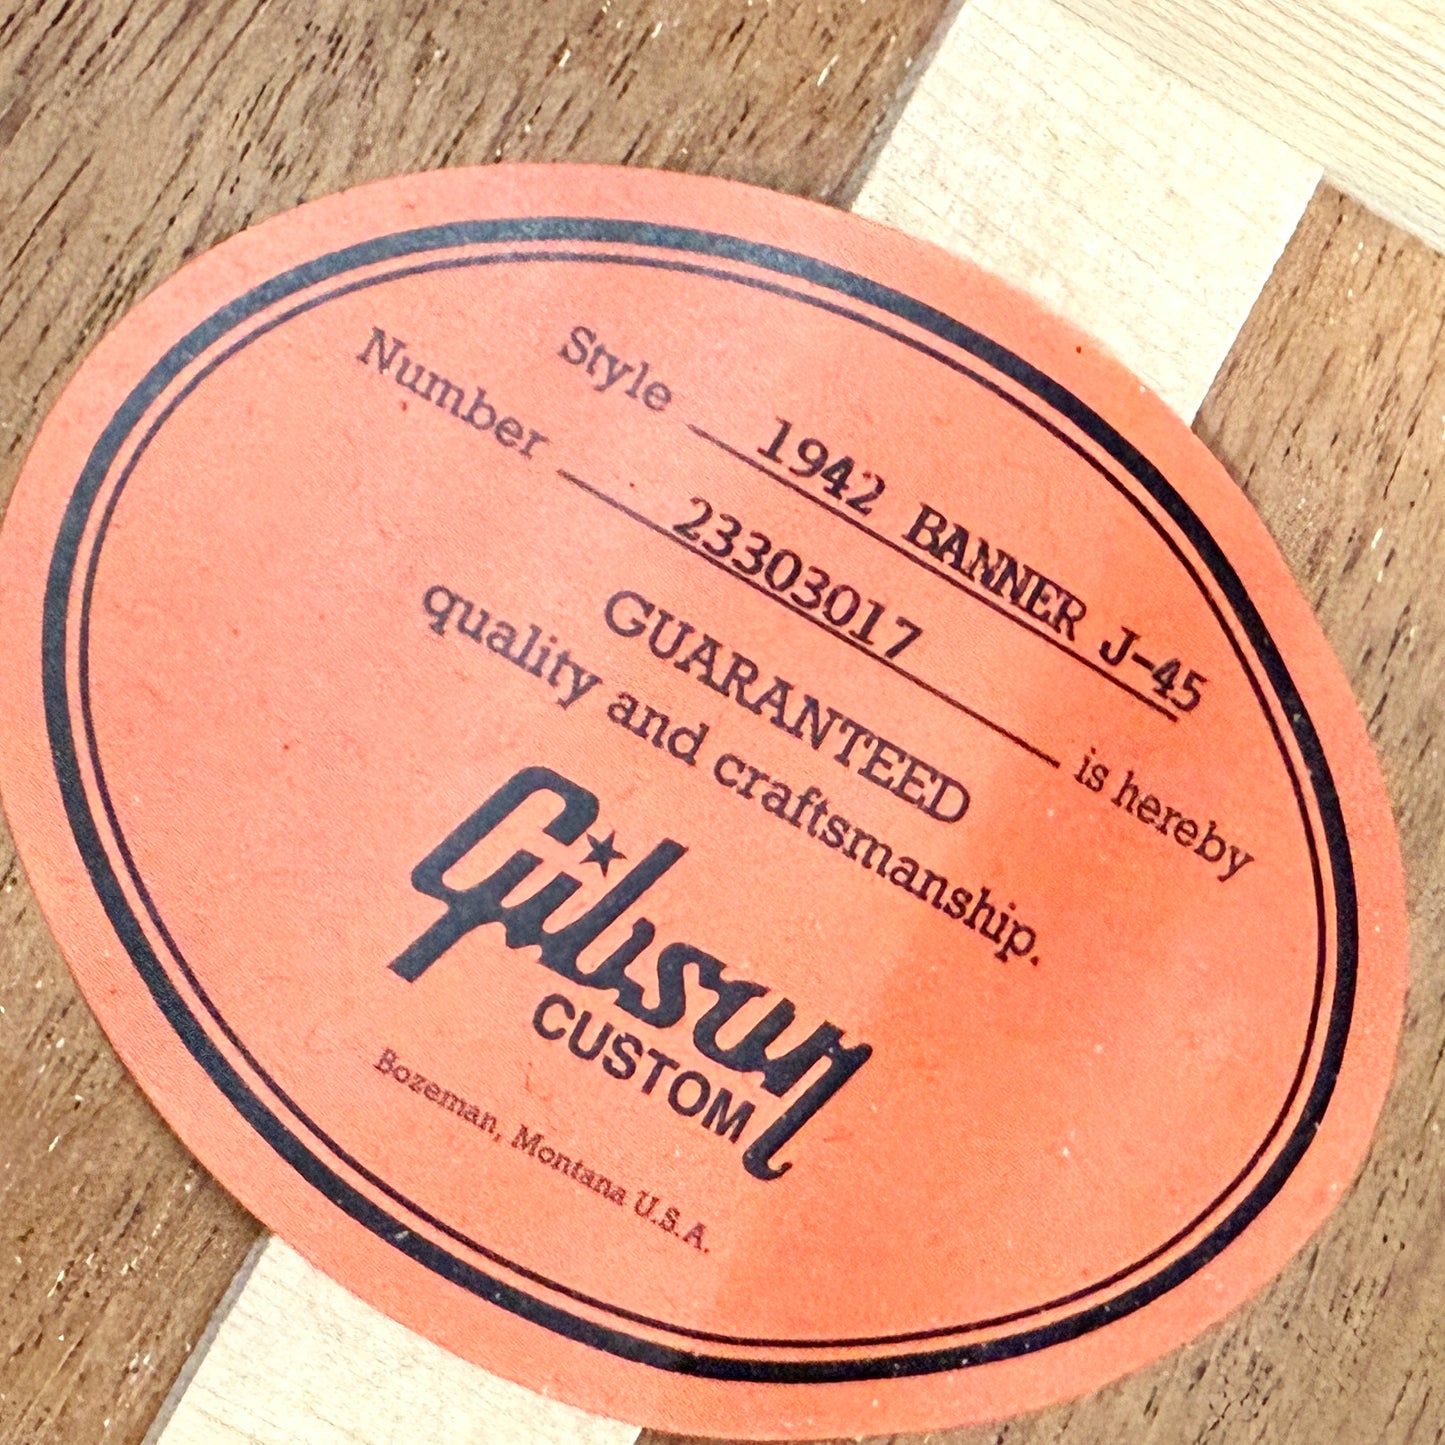 Style 1942 BANNER J-45
Number 23303017 is hereby
GUARANTEED
quality and craftsmanship.
Gibson
CUSTOM
Bozeman, Montana U.S.A.